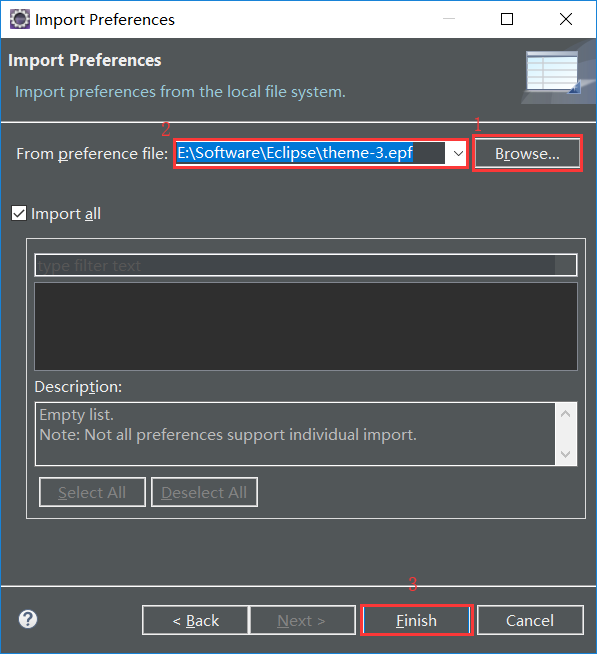 Import Preferences
Import Preferences
Import preferences from the local file system.
2
1
From preference file: E:\Software\Eclipse\theme-3.epf Browse...
Import all
type filter text
Description:
Empty list.
Note: Not all preferences support individual import.
Select All Deselect All
3
? < Back Next > Finish Cancel